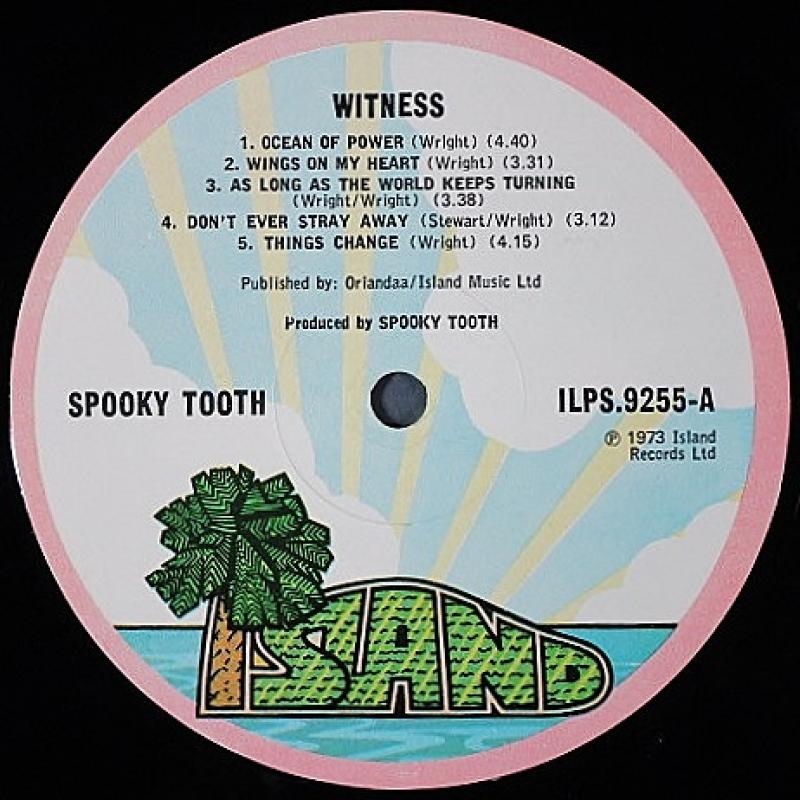 WITNESS
1. OCEAN OF POWER (Wright) (4.40)
2. WINGS ON MY HEART (Wright) (3.31)
3. AS LONG AS THE WORLD KEEPS TURNING
(Wright/Wright) (3.38)
4. DON'T EVER STRAY AWAY (Stewart/Wright) (3.12)
5. THINGS CHANGE (Wright) (4.15)
Published by: Oriandaa/Island Music Ltd
Produced by SPOOKY TOOTH
SPOOKY TOOTH
ILPS.9255-A
℗ 1973 Island
Records Ltd
ISLAND